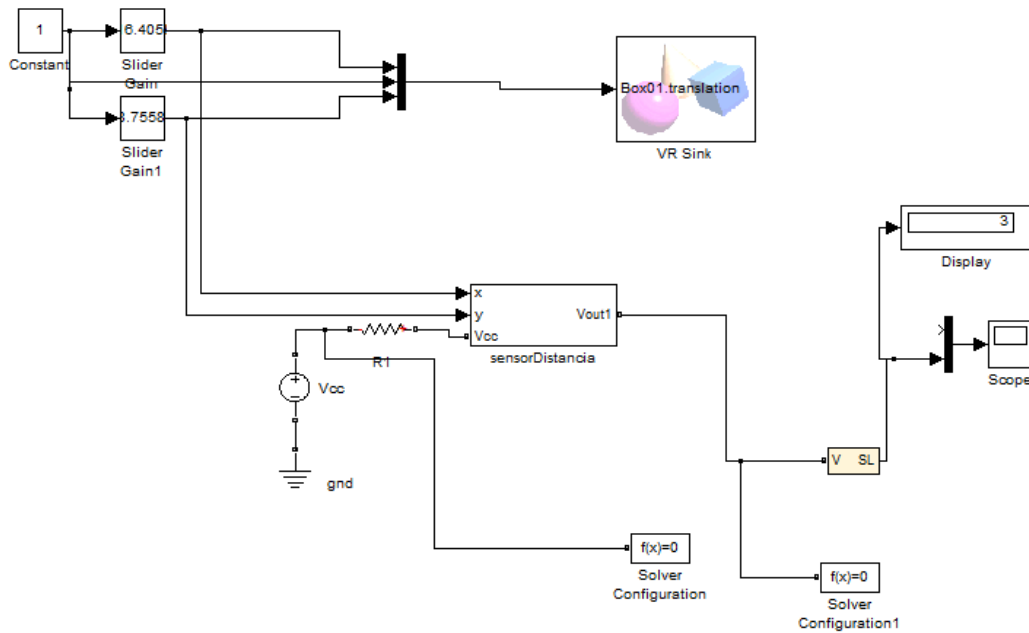 1
Constant
6.405
Slider
Gain
3.7558
Slider
Gain1
Box01.translation
VR Sink
3
Display
x
y
Vcc
Vout1
sensorDistancia
R1
Vcc
gnd
Scope
V SL
f(x)=0
Solver
Configuration
f(x)=0
Solver
Configuration1